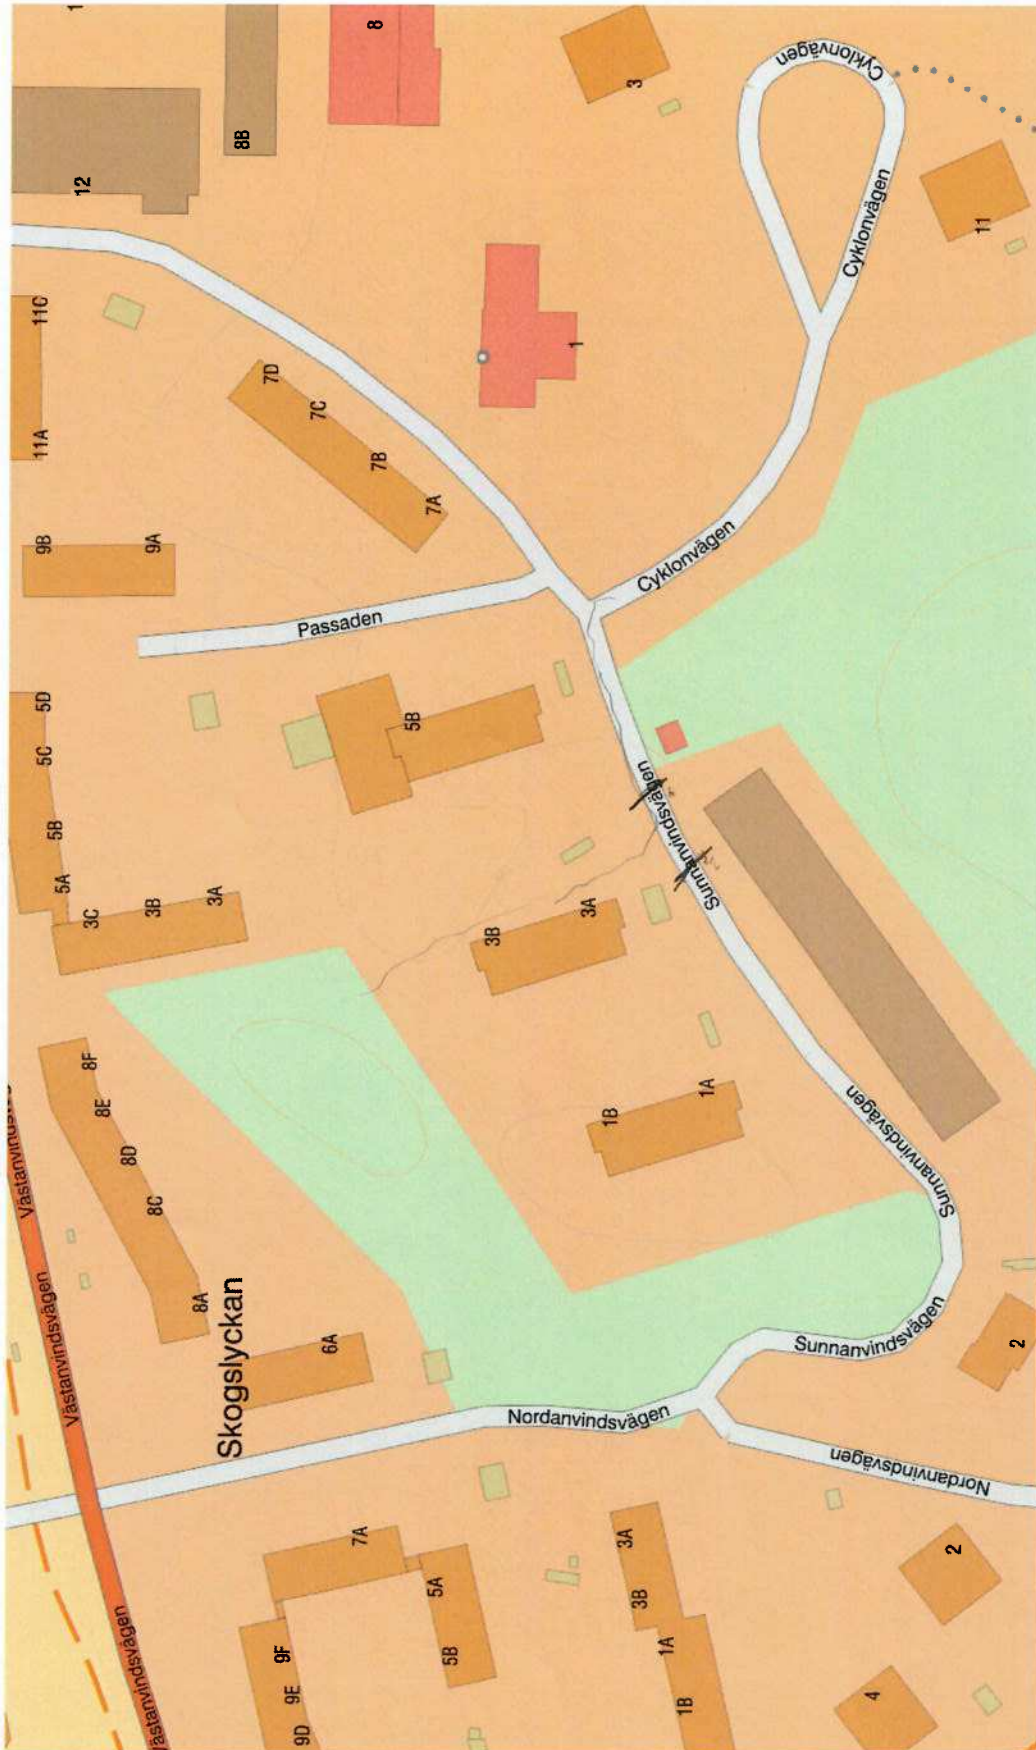 1
8
8B
12
3
Cyklonvägen
Cyklonvägen
Cyklonvägen
11
11C
11A
7D
7C
7B
7A
1
9B
9A
Passaden
Cyklonvägen
5D
5C
5B
5A
5B
3C
3B
3A
Sunnanvindsvägen
3B
3A
8F
8E
8D
8C
8A
1B
1A
Sunnanvindsvägen
Västanvindsvägen
Skogslyckan
6A
Sunnanvindsvägen
2
Nordanvindsvägen
Nordanvindsvägen
Västanvindsvägen
7A
5A
5B
9F
9E
9D
3A
3B
1A
1B
2
4